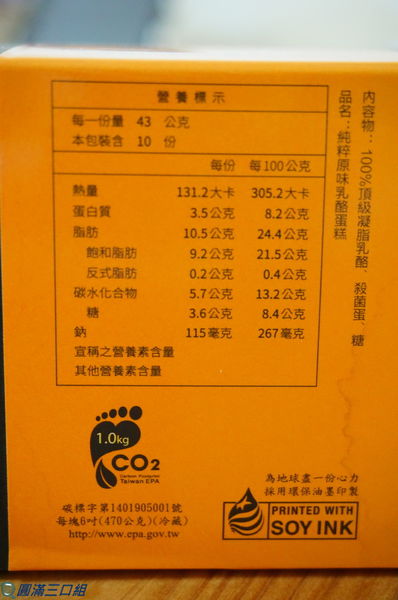 營養標示
每一份量 43 公克
本包裝含 10 份
每份 每100公克
熱量 131.2大卡 305.2大卡
蛋白質 3.5公克 8.2公克
脂肪 10.5公克 24.4公克
飽和脂肪 9.2公克 21.5公克
反式脂肪 0.2公克 0.4公克
碳水化合物 5.7公克 13.2公克
糖 3.6公克 8.4公克
鈉 115毫克 267毫克
宣稱之營養素含量
其他營養素含量
品名：純粹原味乳酪蛋糕
內容物：100%頂級凝脂乳酪、殺菌蛋、糖
1.0kg
CO2
Carbon Footprint
Taiwan EPA
碳標字第1401905001號
每塊6吋(470公克)(冷藏)
http://www.epa.gov.tw
為地球盡一份心力
採用環保油墨印製
PRINTED WITH
SOY INK
圓滿三口組